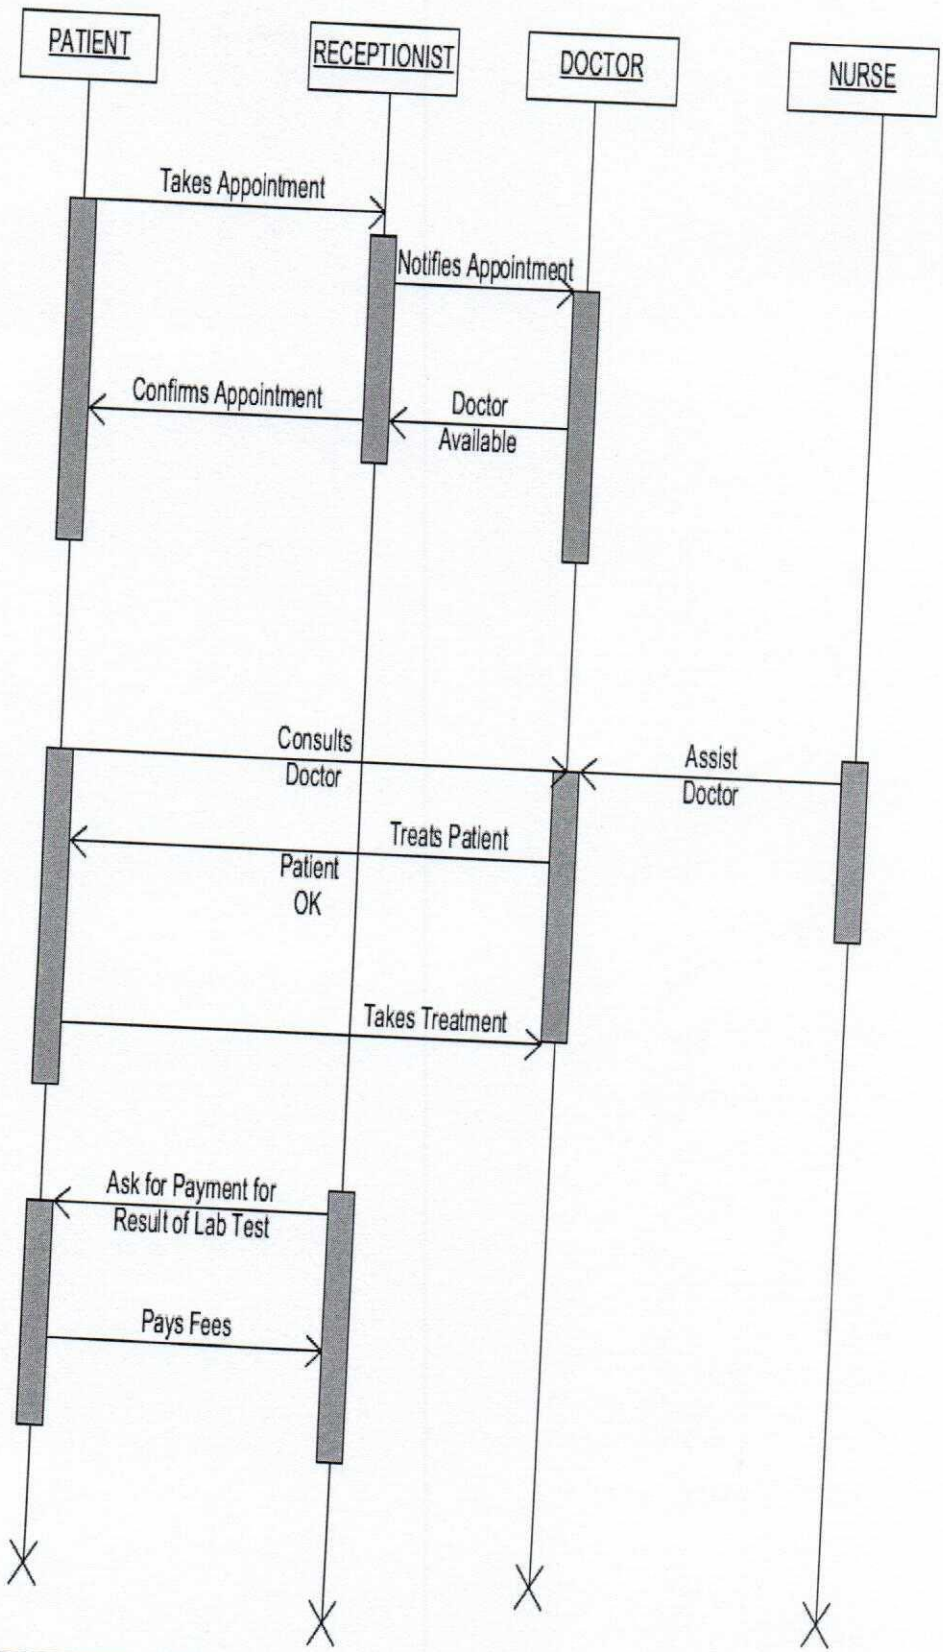 PATIENT
RECEPTIONIST
DOCTOR
NURSE
Takes Appointment
Notifies Appointment
Confirms Appointment
Doctor
Available
Consults
Doctor
Assist
Doctor
Treats Patient
Patient
OK
Takes Treatment
Ask for Payment for
Result of Lab Test
Pays Fees